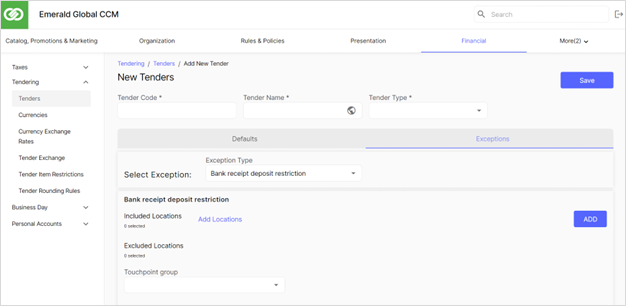 Emerald Global CCM
Search
Catalog, Promotions & Marketing Organization Rules & Policies Presentation Financial More(2)
Taxes
Tendering
Tenders
Currencies
Currency Exchange
Rates
Tender Exchange
Tender Item Restrictions
Tender Rounding Rules
Business Day
Personal Accounts
Tendering / Tenders / Add New Tender
New Tenders
Save
Tender Code * Tender Name * Tender Type *
Defaults Exceptions
Exception Type
Select Exception: Bank receipt deposit restriction
Bank receipt deposit restriction
Included Locations Add Locations ADD
0 selected
Excluded Locations
0 selected
Touchpoint group